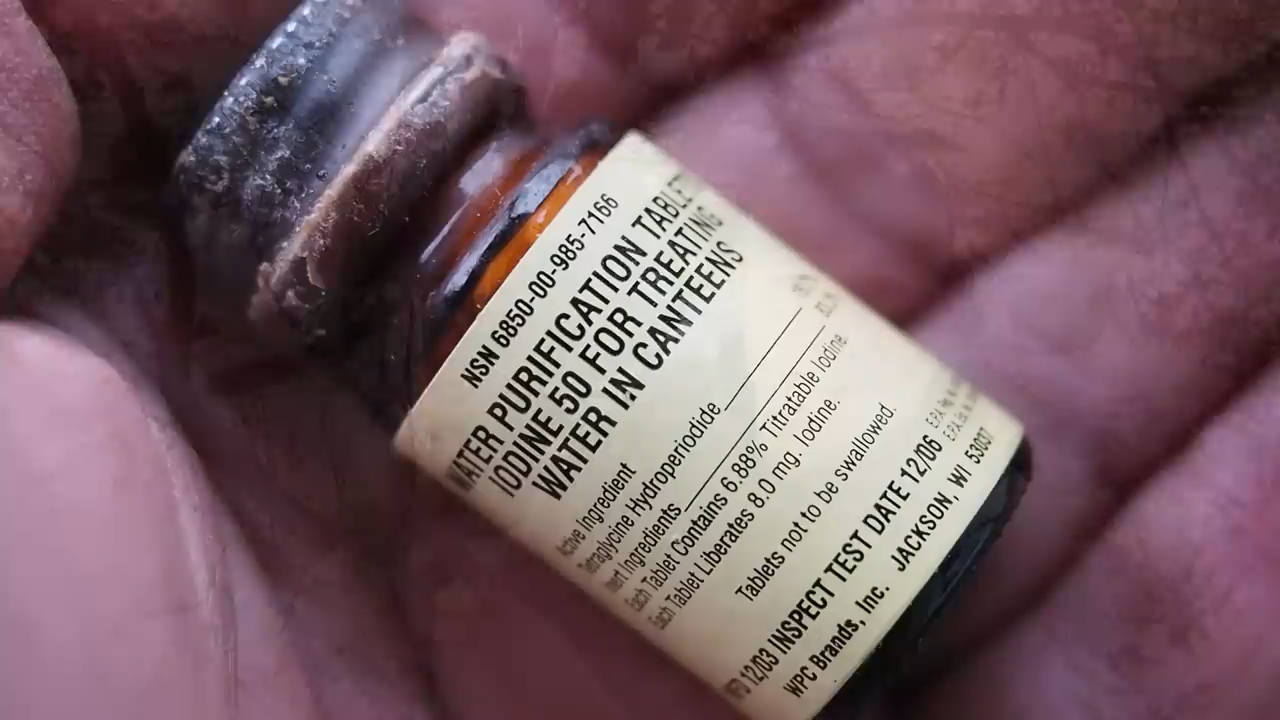 NSN 6850-00-985-7166
WATER PURIFICATION TABLET
IODINE 50 FOR TREATING
WATER IN CANTEENS
Active Ingredient
Tetraglycine Hydroperiodide
Inert Ingredients
Each Tablet Contains 6.88% Titratable Iodine.
Each Tablet Liberates 8.0 mg. Iodine.
Tablets not to be swallowed.
12/03 INSPECT TEST DATE 12/06
WPC Brands, Inc. JACKSON, WI 53037